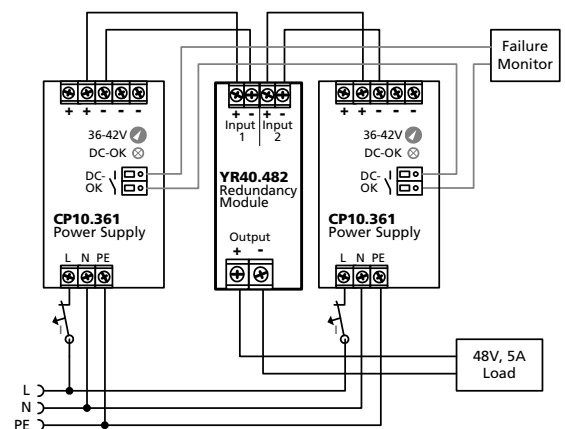 Failure
Monitor
+ + - - -
+ - + -
+ + - - -
Input
1
Input
2
36-42V
DC-OK
DC-
OK
36-42V
DC-OK
DC-
OK
YR40.482
Redundancy
Module
CP10.361
Power Supply
CP10.361
Power Supply
Output
+ -
L N PE
L N PE
I
I
48V, 5A
Load
L
N
PE